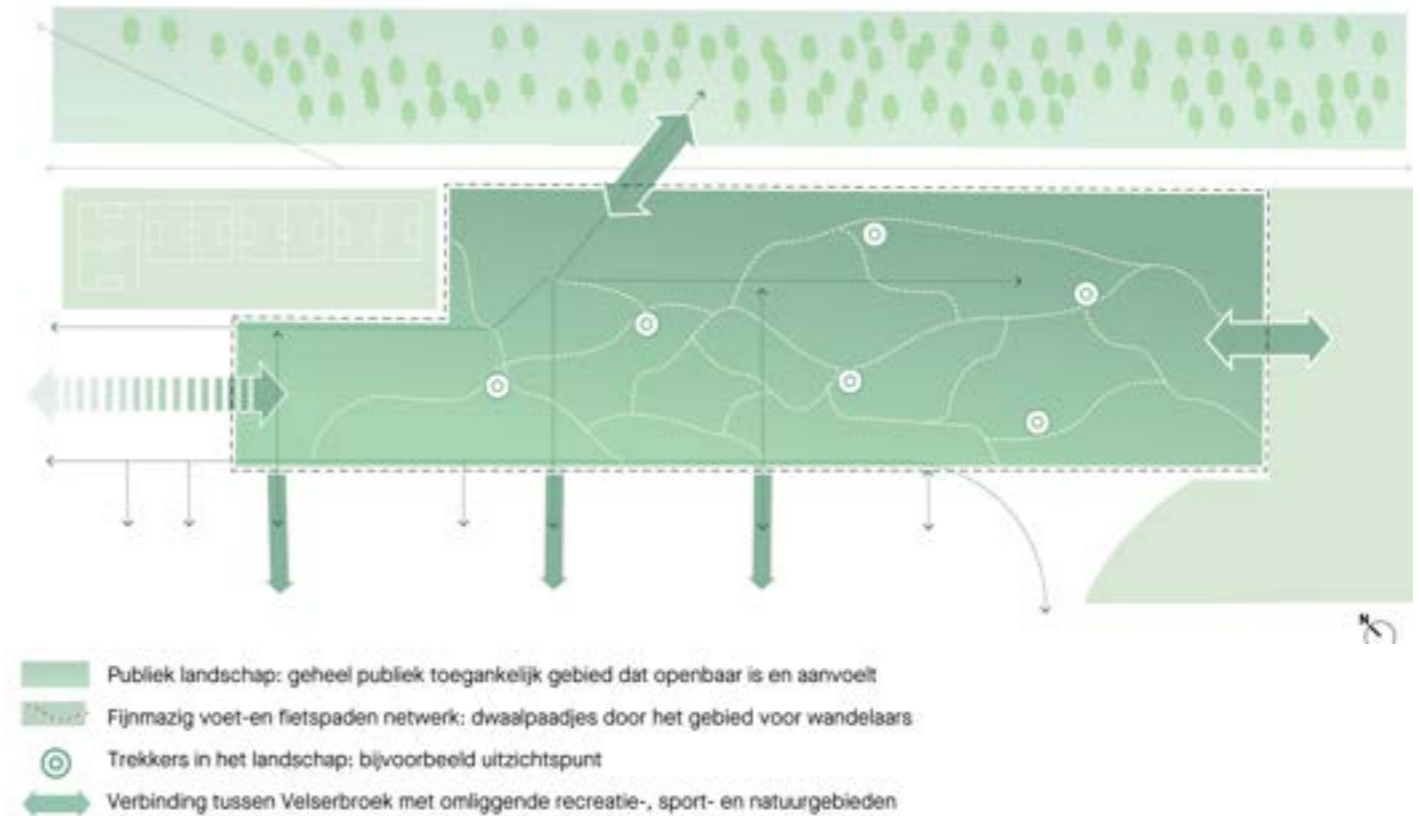 N
Publiek landschap: geheel publiek toegankelijk gebied dat openbaar is en aanvoelt
Fijnmazig voet-en fietspaden netwerk: dwaalpaadjes door het gebied voor wandelaars
Trekkers in het landschap: bijvoorbeeld uitzichtspunt
Verbinding tussen Velserbroek met omliggende recreatie-, sport- en natuurgebieden